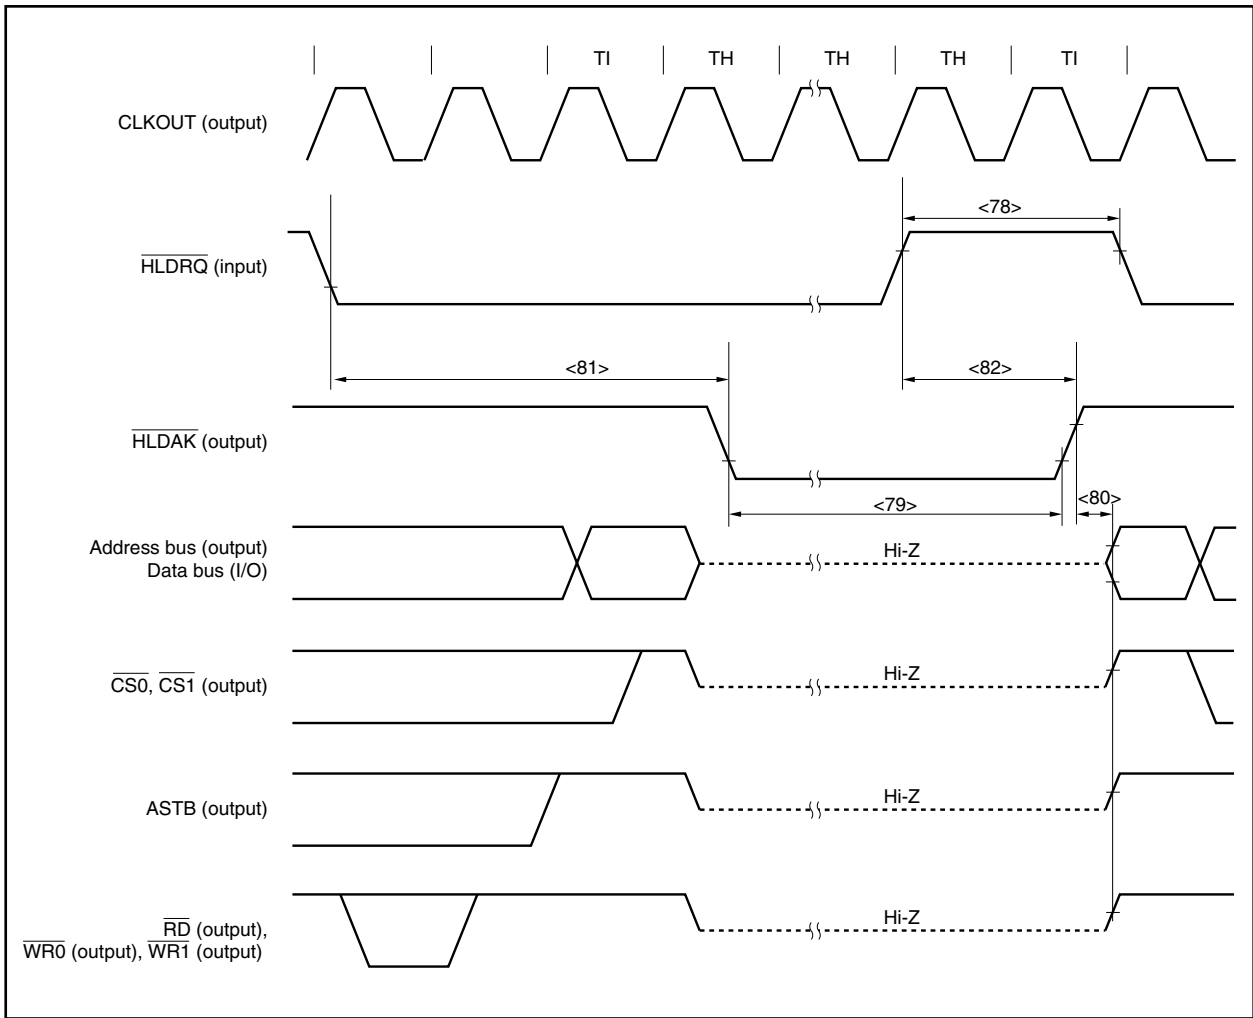 TI TH TH TH TI
CLKOUT (output)
<78>
HLDRQ (input)
<81> <82>
HLDAK (output)
<79> <80>
Address bus (output)
Data bus (I/O)
Hi-Z
CS0, CS1 (output)
Hi-Z
ASTB (output)
Hi-Z
RD (output),
WR0 (output), WR1 (output)
Hi-Z